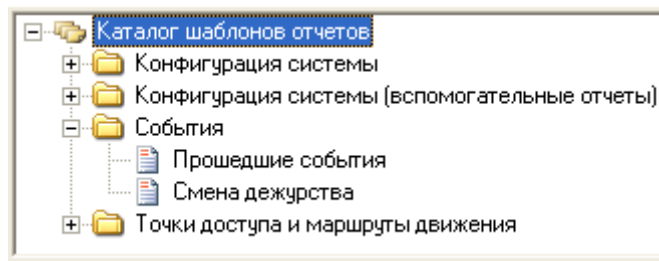 Каталог шаблонов отчетов
Конфигурация системы
Конфигурация системы (вспомогательные отчеты)
События
Прошедшие события
Смена дежурства
Точки доступа и маршруты движения